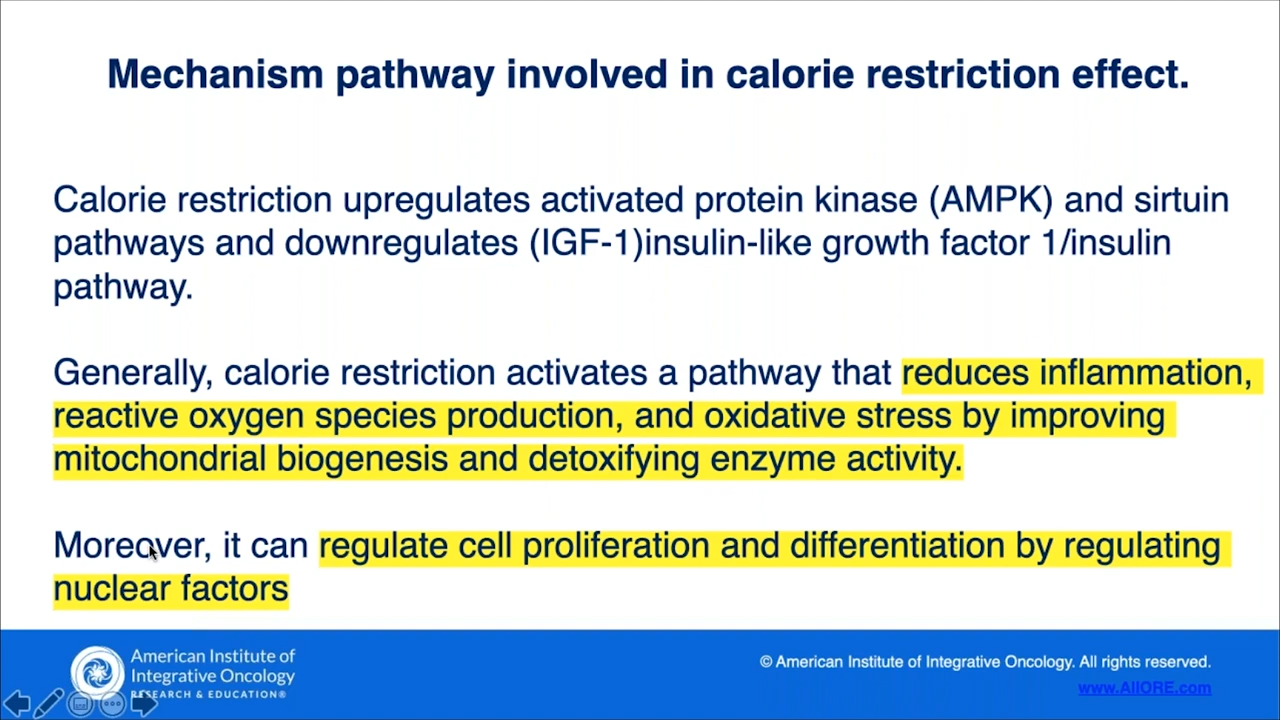 Mechanism pathway involved in calorie restriction effect.
Calorie restriction upregulates activated protein kinase (AMPK) and sirtuin
pathways and downregulates (IGF-1)insulin-like growth factor 1/insulin
pathway.
Generally, calorie restriction activates a pathway that reduces inflammation,
reactive oxygen species production, and oxidative stress by improving
mitochondrial biogenesis and detoxifying enzyme activity.
Moreover, it can regulate cell proliferation and differentiation by regulating
nuclear factors
American Institute of
Integrative Oncology
RESEARCH & EDUCATION®
© American Institute of Integrative Oncology. All rights reserved.
www.AIIORE.com